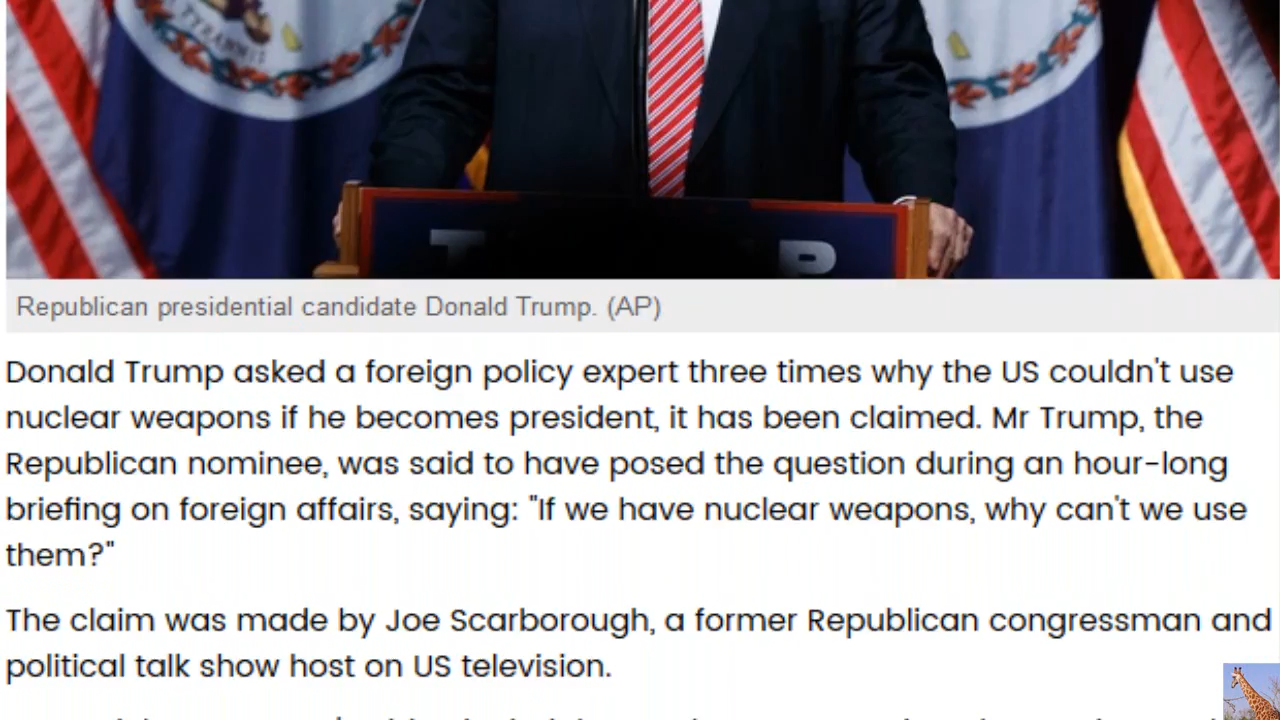 TYRANNIS
T P
Republican presidential candidate Donald Trump. (AP)
Donald Trump asked a foreign policy expert three times why the US couldn't use
nuclear weapons if he becomes president, it has been claimed. Mr Trump, the
Republican nominee, was said to have posed the question during an hour-long
briefing on foreign affairs, saying: "If we have nuclear weapons, why can't we use
them?"
The claim was made by Joe Scarborough, a former Republican congressman and
political talk show host on US television.